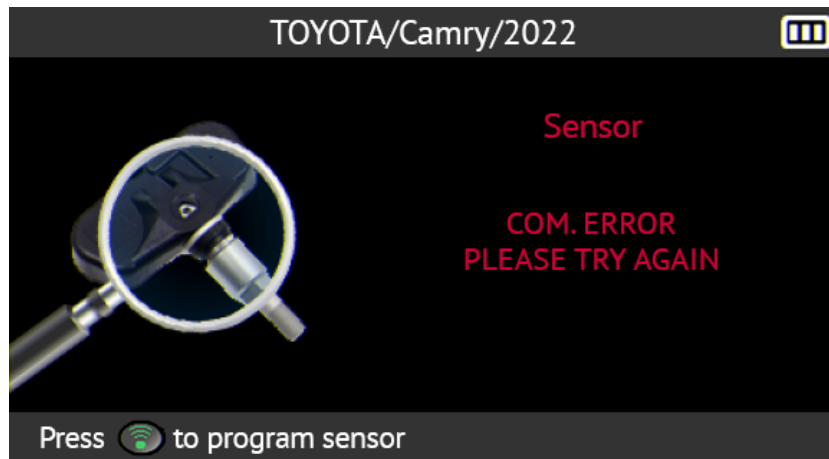 TOYOTA/Camry/2022
Sensor
COM. ERROR
PLEASE TRY AGAIN
Press to program sensor